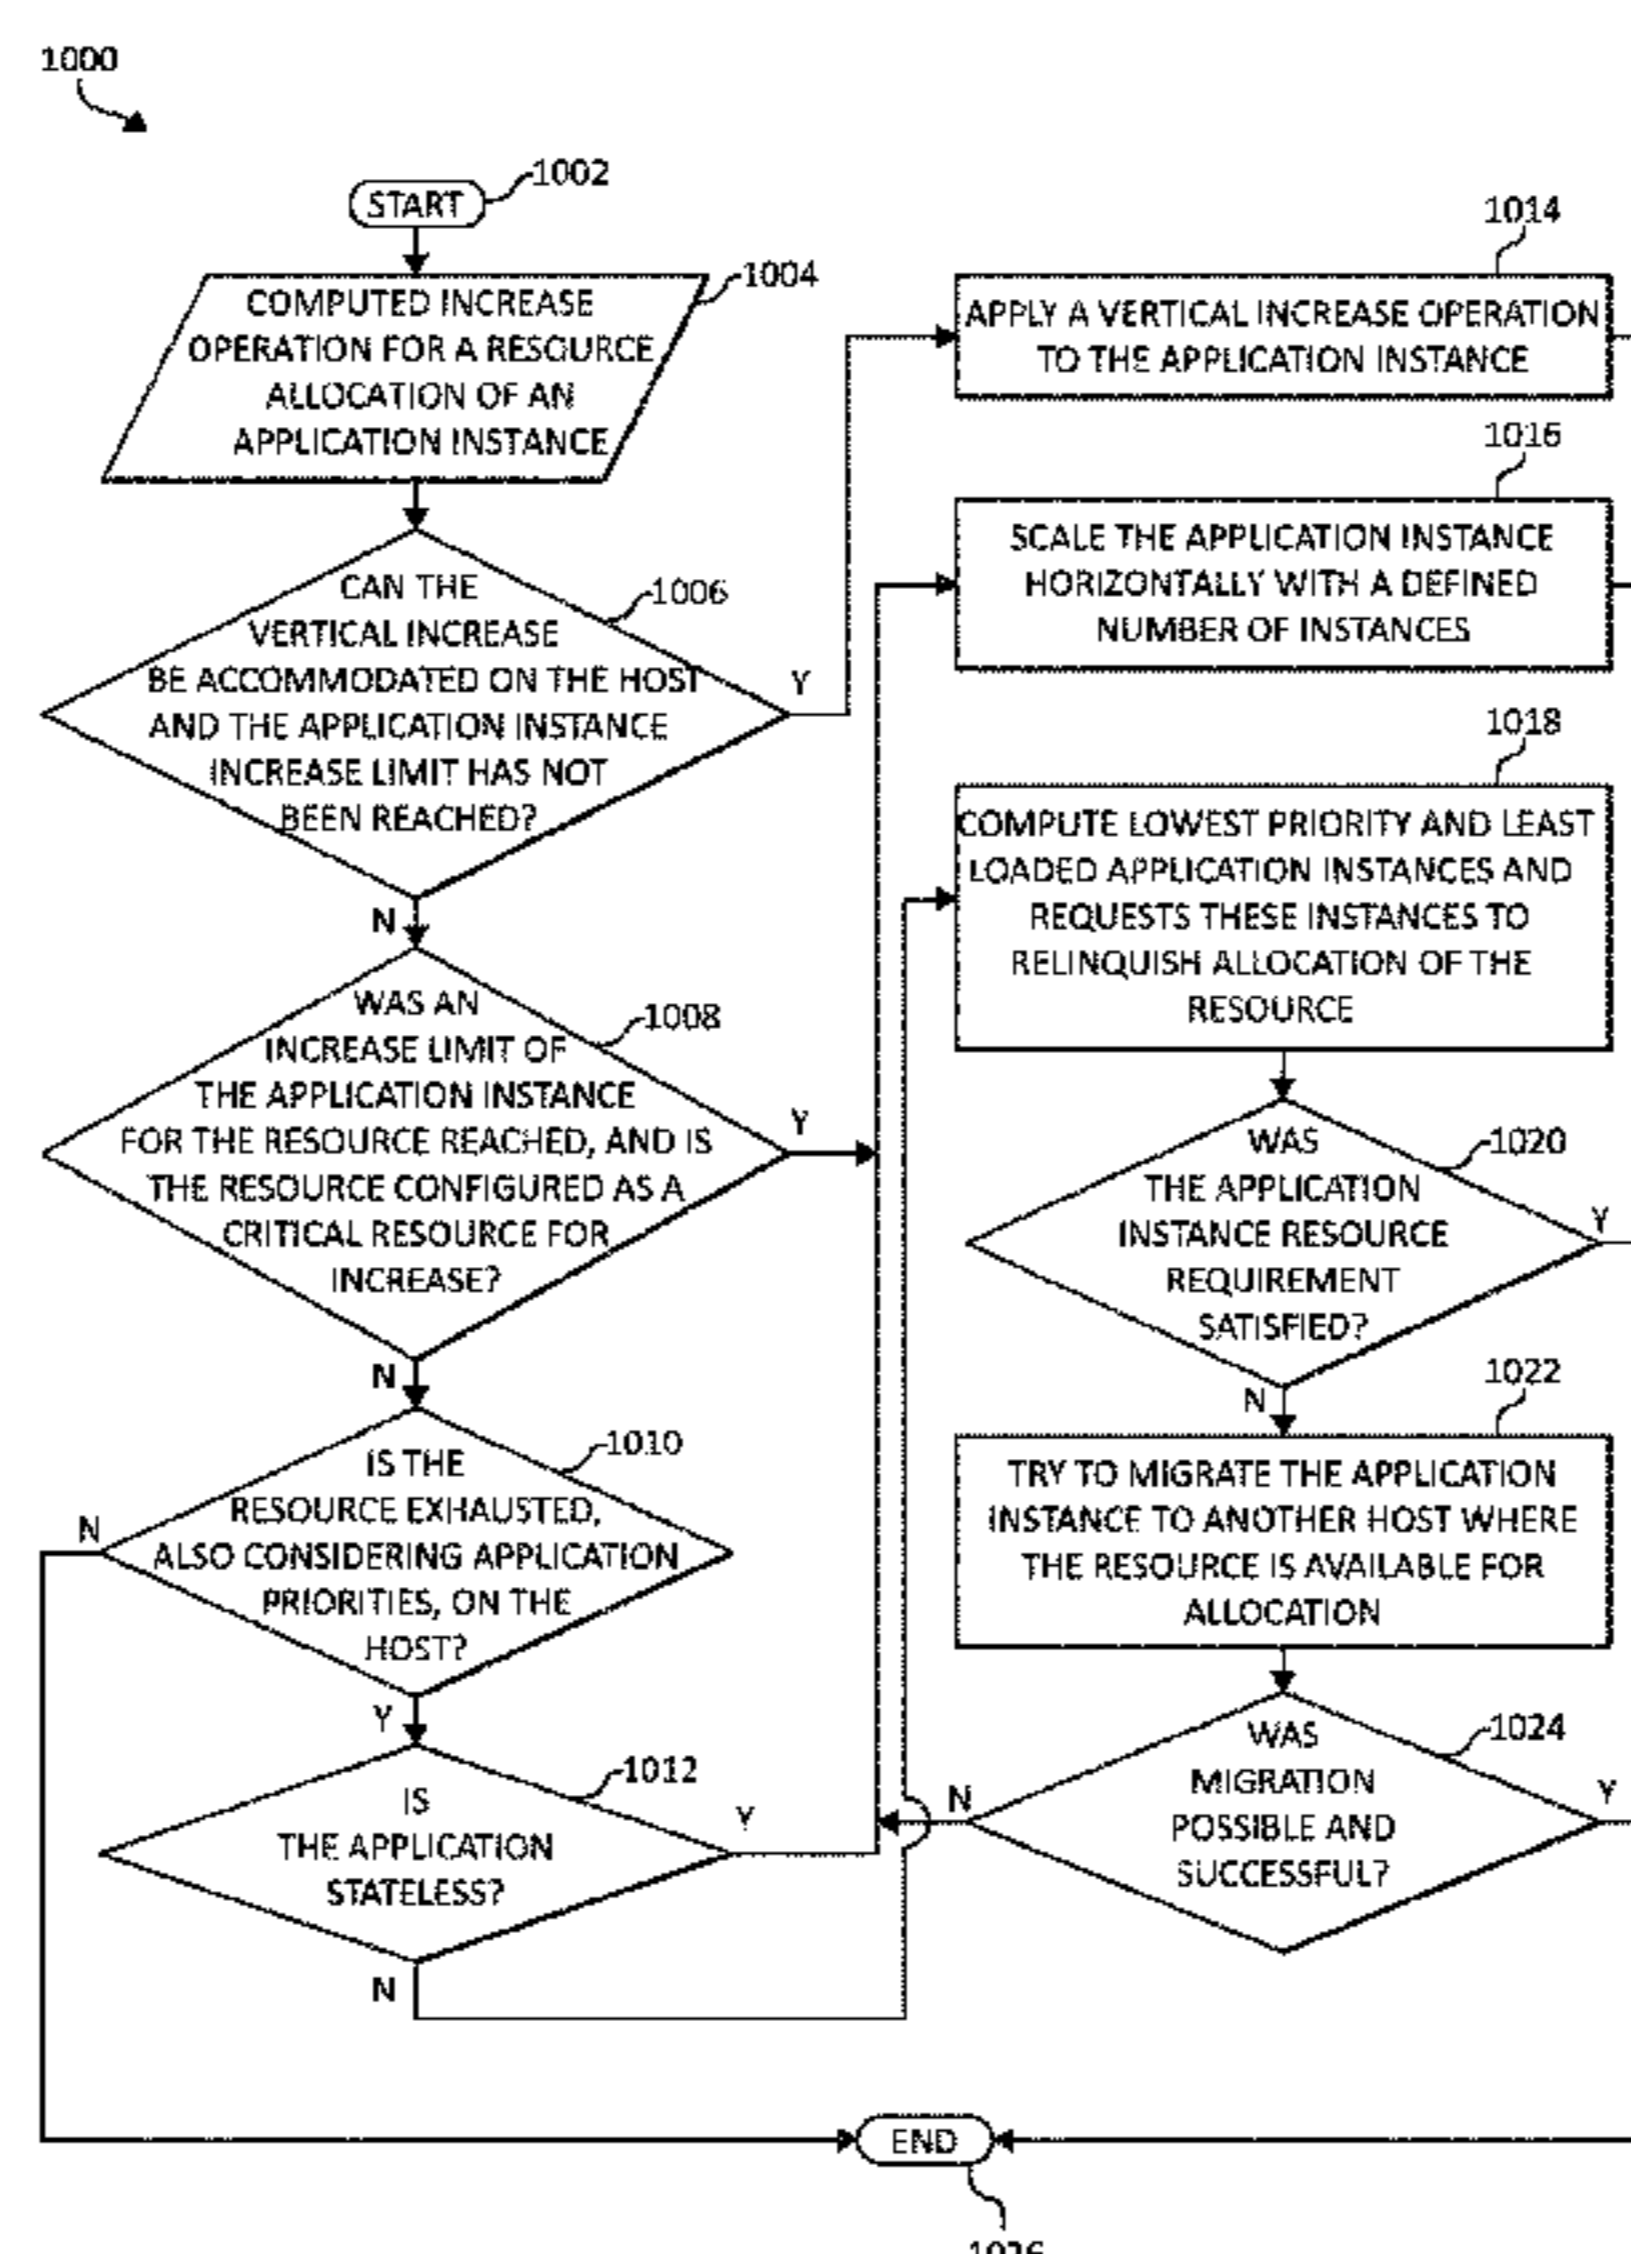 1000
1002
START
1004
COMPUTED INCREASE
OPERATION FOR A RESOURCE
ALLOCATION OF AN
APPLICATION INSTANCE
1006
CAN THE
VERTICAL INCREASE
BE ACCOMMODATED ON THE HOST
AND THE APPLICATION INSTANCE
INCREASE LIMIT HAS NOT
BEEN REACHED?
Y
N
1008
WAS AN
INCREASE LIMIT OF
THE APPLICATION INSTANCE
FOR THE RESOURCE REACHED, AND IS
THE RESOURCE CONFIGURED AS A
CRITICAL RESOURCE FOR
INCREASE?
Y
N
1010
IS THE
RESOURCE EXHAUSTED,
ALSO CONSIDERING APPLICATION
PRIORITIES, ON THE
HOST?
N
Y
1012
IS
THE APPLICATION
STATELESS?
Y
N
1014
APPLY A VERTICAL INCREASE OPERATION
TO THE APPLICATION INSTANCE
1016
SCALE THE APPLICATION INSTANCE
HORIZONTALLY WITH A DEFINED
NUMBER OF INSTANCES
1018
COMPUTE LOWEST PRIORITY AND LEAST
LOADED APPLICATION INSTANCES AND
REQUESTS THESE INSTANCES TO
RELINQUISH ALLOCATION OF THE
RESOURCE
1020
WAS
THE APPLICATION
INSTANCE RESOURCE
REQUIREMENT
SATISFIED?
Y
N
1022
TRY TO MIGRATE THE APPLICATION
INSTANCE TO ANOTHER HOST WHERE
THE RESOURCE IS AVAILABLE FOR
ALLOCATION
1024
WAS
MIGRATION
POSSIBLE AND
SUCCESSFUL?
N
Y
END
1026